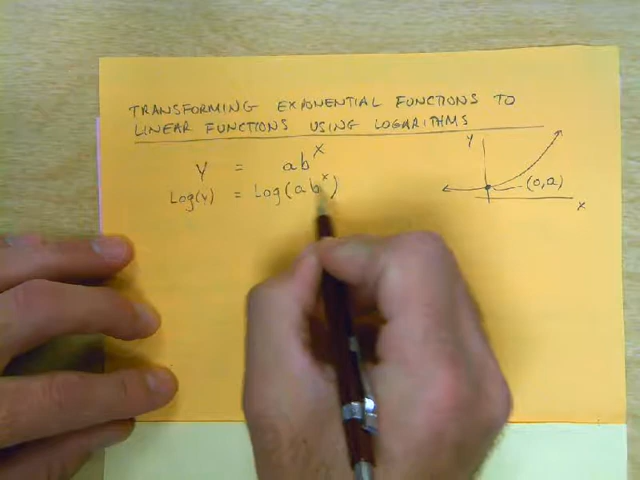 TRANSFORMING EXPONENTIAL FUNCTIONS TO
LINEAR FUNCTIONS USING LOGARITHMS
Y = ab^x
Log(y) = Log(ab^x)
Y
(0,a)
x